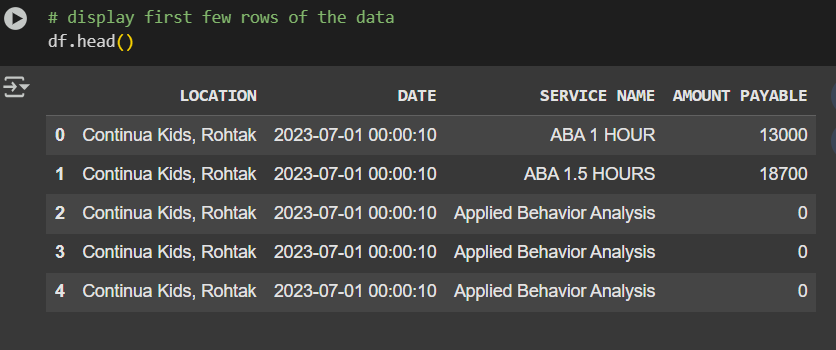 # display first few rows of the data
df.head()
LOCATION DATE SERVICE NAME AMOUNT PAYABLE
0 Continua Kids, Rohtak 2023-07-01 00:00:10 ABA 1 HOUR 13000
1 Continua Kids, Rohtak 2023-07-01 00:00:10 ABA 1.5 HOURS 18700
2 Continua Kids, Rohtak 2023-07-01 00:00:10 Applied Behavior Analysis 0
3 Continua Kids, Rohtak 2023-07-01 00:00:10 Applied Behavior Analysis 0
4 Continua Kids, Rohtak 2023-07-01 00:00:10 Applied Behavior Analysis 0